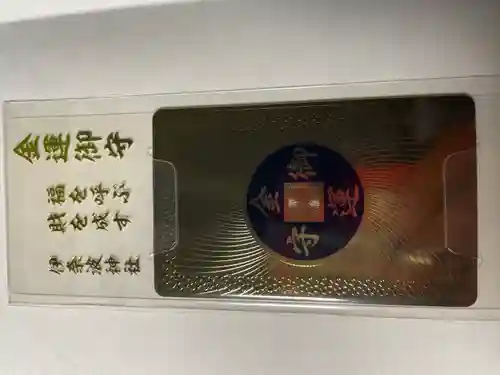 金運御守
福を呼ぶ
財を成す
伊奈波神社
金運
御守